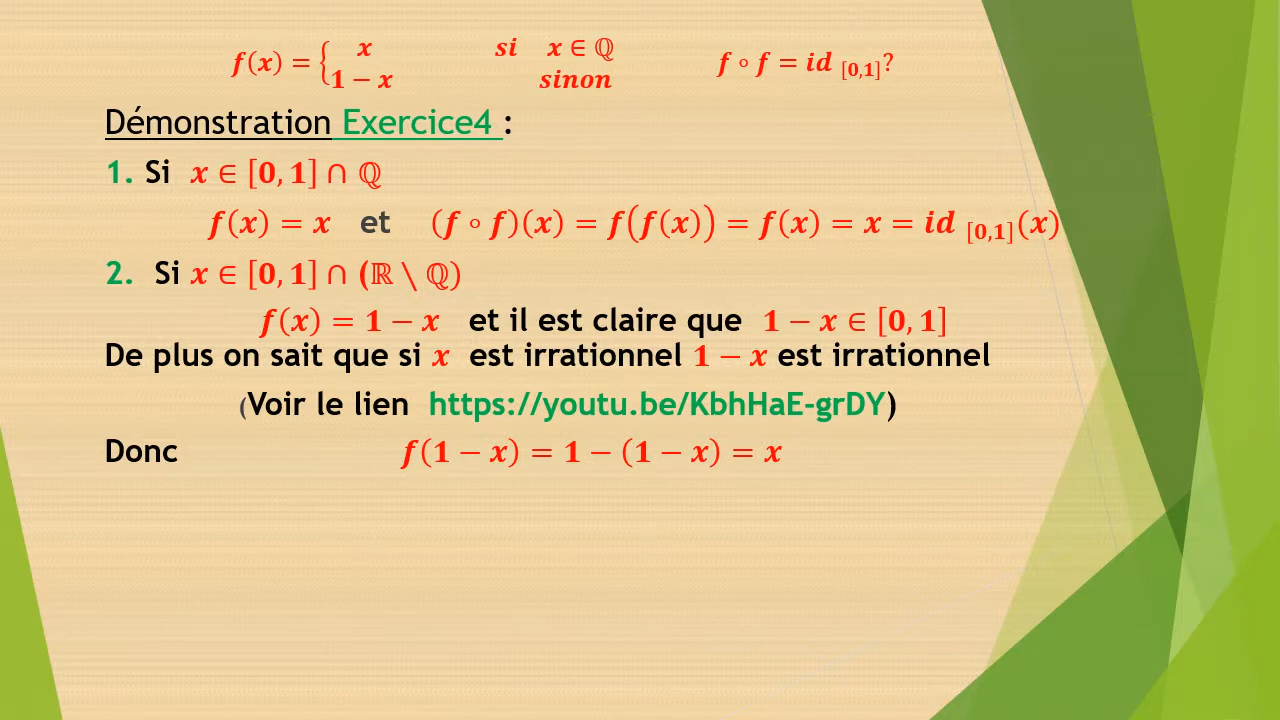 f(x) = { x si x ∈ ℚ
1 − x sinon f ∘ f = id [0,1]?
Démonstration Exercice4 :
1. Si x ∈ [0, 1] ∩ ℚ
f(x) = x et (f ∘ f)(x) = f(f(x)) = f(x) = x = id [0,1](x)
2. Si x ∈ [0, 1] ∩ (ℝ \ ℚ)
f(x) = 1 − x et il est claire que 1 − x ∈ [0, 1]
De plus on sait que si x est irrationnel 1 − x est irrationnel
(Voir le lien https://youtu.be/KbhHaE-grDY)
Donc f(1 − x) = 1 − (1 − x) = x